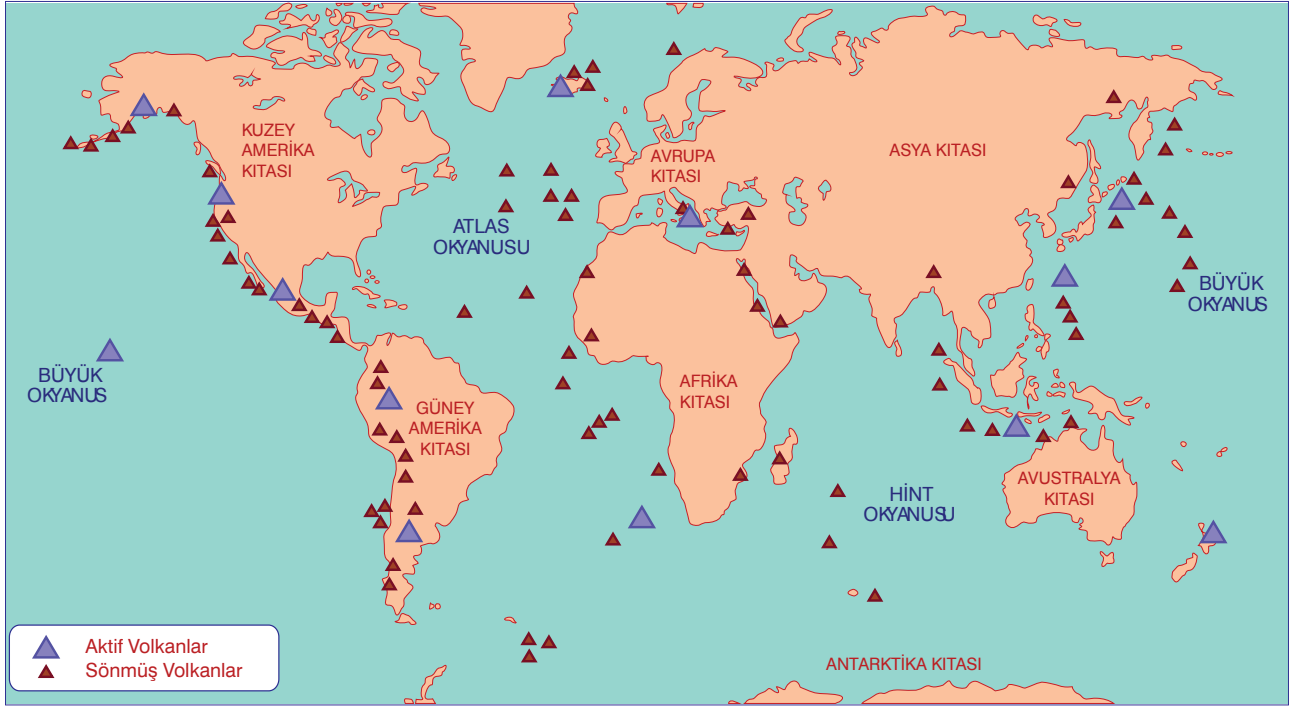 KUZEY
AMERİKA
KITASI
AVRUPA
KITASI
ASYA KITASI
ATLAS
OKYANUSU
BÜYÜK
OKYANUS
BÜYÜK
OKYANUS
GÜNEY
AMERİKA
KITASI
AFRİKA
KITASI
HİNT
OKYANUSU
AVUSTRALYA
KITASI
ANTARKTİKA KITASI
Aktif Volkanlar
Sönmüş Volkanlar